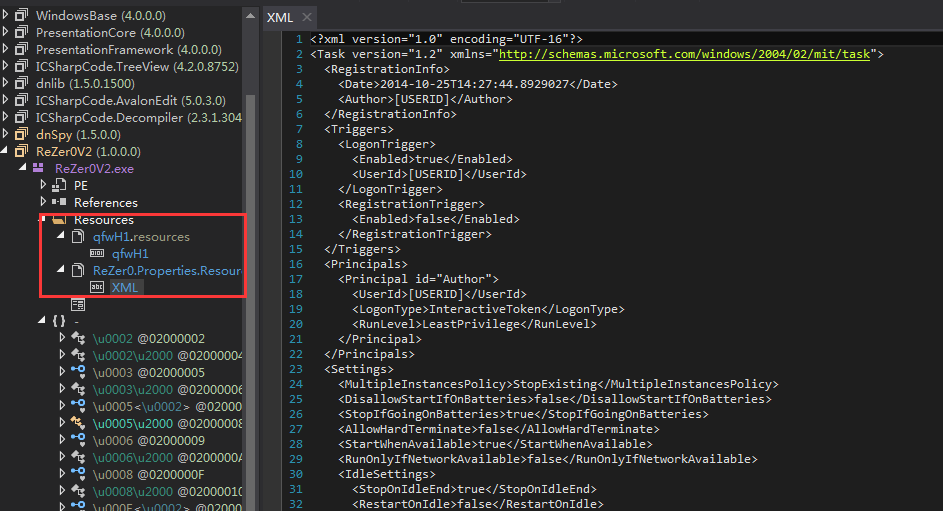 WindowsBase (4.0.0.0)
PresentationCore (4.0.0.0)
PresentationFramework (4.0.0.0)
ICSharpCode.TreeView (4.2.0.8752)
dnlib (1.5.0.1500)
ICSharpCode.AvalonEdit (5.0.3.0)
ICSharpCode.Decompiler (2.3.1.304
dnSpy (1.5.0.0)
ReZer0V2 (1.0.0.0)
ReZer0V2.exe
PE
References
Resources
qfwH1.resources
qfwH1
ReZer0.Properties.Resour
abc XML
{ } -
\u0002 @02000002
\u0002\u2000 @02000004
\u0003 @02000005
\u0003\u2000 @02000006
\u0005<\u0002> @020000
\u0005\u2000 @02000008
\u0006 @02000009
\u0006\u2000 @0200000A
\u0008 @0200000F
\u0008\u2000 @02000010
\u000F<\u0002> @020000
XML
1 <?xml version="1.0" encoding="UTF-16"?>
2 <Task version="1.2" xmlns="http://schemas.microsoft.com/windows/2004/02/mit/task">
3 <RegistrationInfo>
4 <Date>2014-10-25T14:27:44.8929027</Date>
5 <Author>[USERID]</Author>
6 </RegistrationInfo>
7 <Triggers>
8 <LogonTrigger>
9 <Enabled>true</Enabled>
10 <UserId>[USERID]</UserId>
11 </LogonTrigger>
12 <RegistrationTrigger>
13 <Enabled>false</Enabled>
14 </RegistrationTrigger>
15 </Triggers>
16 <Principals>
17 <Principal id="Author">
18 <UserId>[USERID]</UserId>
19 <LogonType>InteractiveToken</LogonType>
20 <RunLevel>LeastPrivilege</RunLevel>
21 </Principal>
22 </Principals>
23 <Settings>
24 <MultipleInstancesPolicy>StopExisting</MultipleInstancesPolicy>
25 <DisallowStartIfOnBatteries>false</DisallowStartIfOnBatteries>
26 <StopIfGoingOnBatteries>true</StopIfGoingOnBatteries>
27 <AllowHardTerminate>false</AllowHardTerminate>
28 <StartWhenAvailable>true</StartWhenAvailable>
29 <RunOnlyIfNetworkAvailable>false</RunOnlyIfNetworkAvailable>
30 <IdleSettings>
31 <StopOnIdleEnd>true</StopOnIdleEnd>
32 <RestartOnIdle>false</RestartOnIdle>